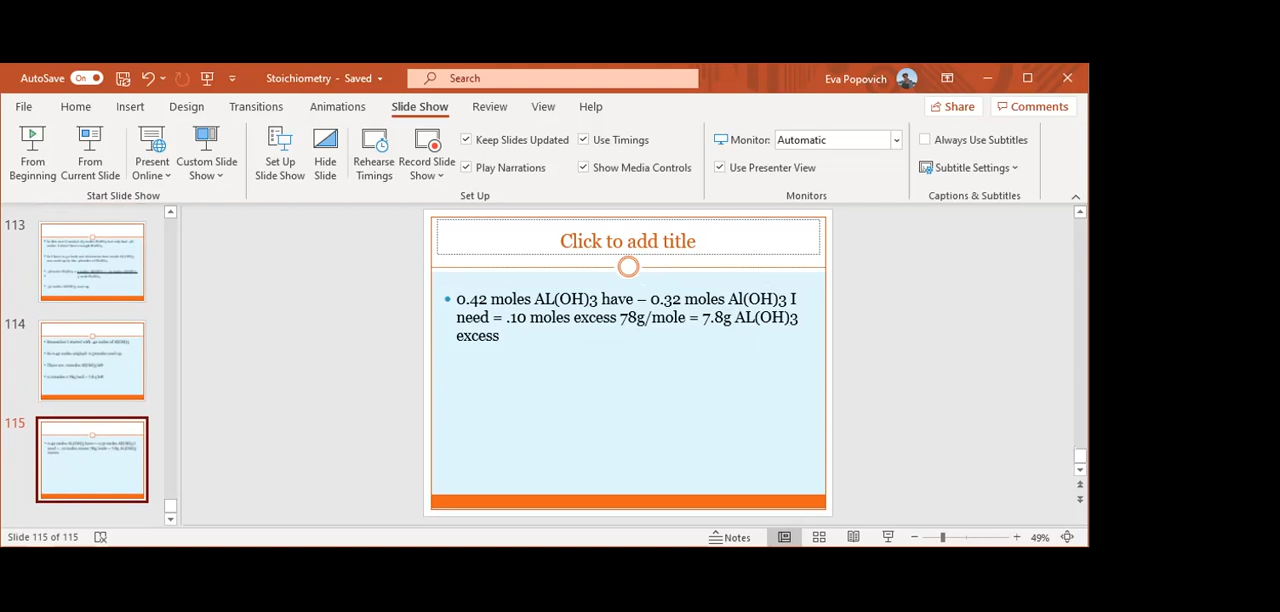 AutoSave On Stoichiometry - Saved Search Eva Popovich
File Home Insert Design Transitions Animations Slide Show Review View Help Share Comments
From Beginning
From Current Slide
Present Online
Custom Slide Show
Set Up Slide Show
Hide Slide
Rehearse Timings
Record Slide Show
Keep Slides Updated
Play Narrations
Use Timings
Show Media Controls
Monitor: Automatic
Use Presenter View
Always Use Subtitles
Subtitle Settings
Start Slide Show Set Up Monitors Captions & Subtitles
113
114
115
Click to add title
• 0.42 moles AL(OH)3 have – 0.32 moles Al(OH)3 I
need = .10 moles excess 78g/mole = 7.8g AL(OH)3
excess
Slide 115 of 115 Notes 49%